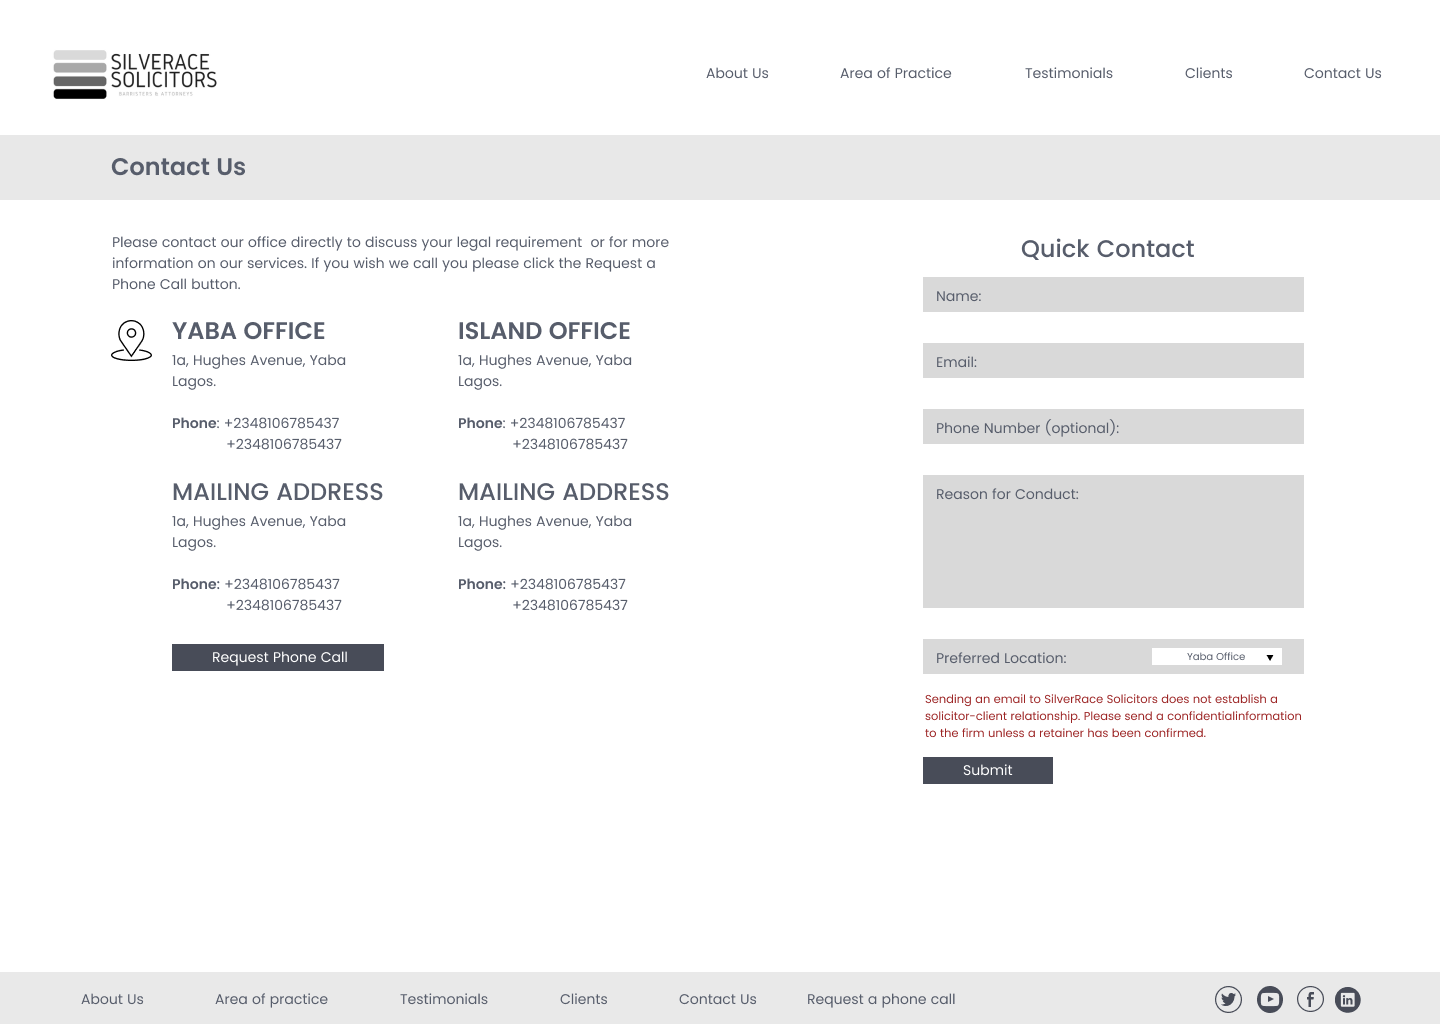 SILVERACE
SOLICITORS
BARRISTERS & ATTORNEYS
About Us
Area of Practice
Testimonials
Clients
Contact Us
Contact Us
Please contact our office directly to discuss your legal requirement  or for more
information on our services. If you wish we call you please click the Request a
Phone Call button.
YABA OFFICE
1a, Hughes Avenue, Yaba
Lagos.
Phone: +2348106785437
+2348106785437
ISLAND OFFICE
1a, Hughes Avenue, Yaba
Lagos.
Phone: +2348106785437
+2348106785437
MAILING ADDRESS
1a, Hughes Avenue, Yaba
Lagos.
Phone: +2348106785437
+2348106785437
MAILING ADDRESS
1a, Hughes Avenue, Yaba
Lagos.
Phone: +2348106785437
+2348106785437
Request Phone Call
Quick Contact
Name:
Email:
Phone Number (optional):
Reason for Conduct:
Preferred Location:
Yaba Office
Sending an email to SilverRace Solicitors does not establish a
solicitor-client relationship. Please send a confidentialinformation
to the firm unless a retainer has been confirmed.
Submit
About Us
Area of practice
Testimonials
Clients
Contact Us
Request a phone call